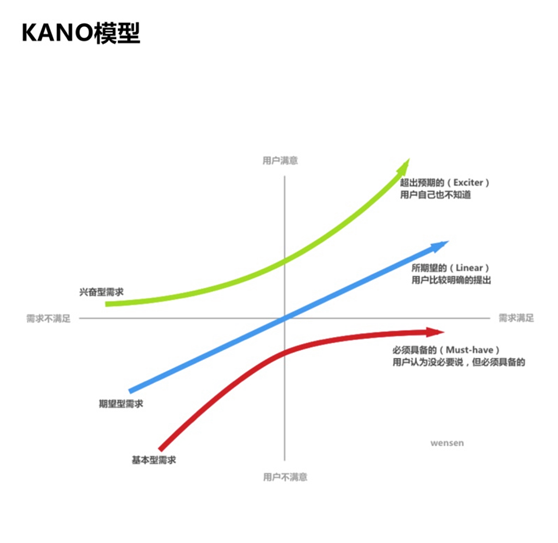 KANO模型
用户满意
超出预期的（Exciter）
用户自己也不知道
所期望的（Linear）
用户比较明确的提出
兴奋型需求
需求不满足
需求满足
必须具备的（Must-have）
用户认为没必要说，但必须具备的
期望型需求
wensen
基本型需求
用户不满意